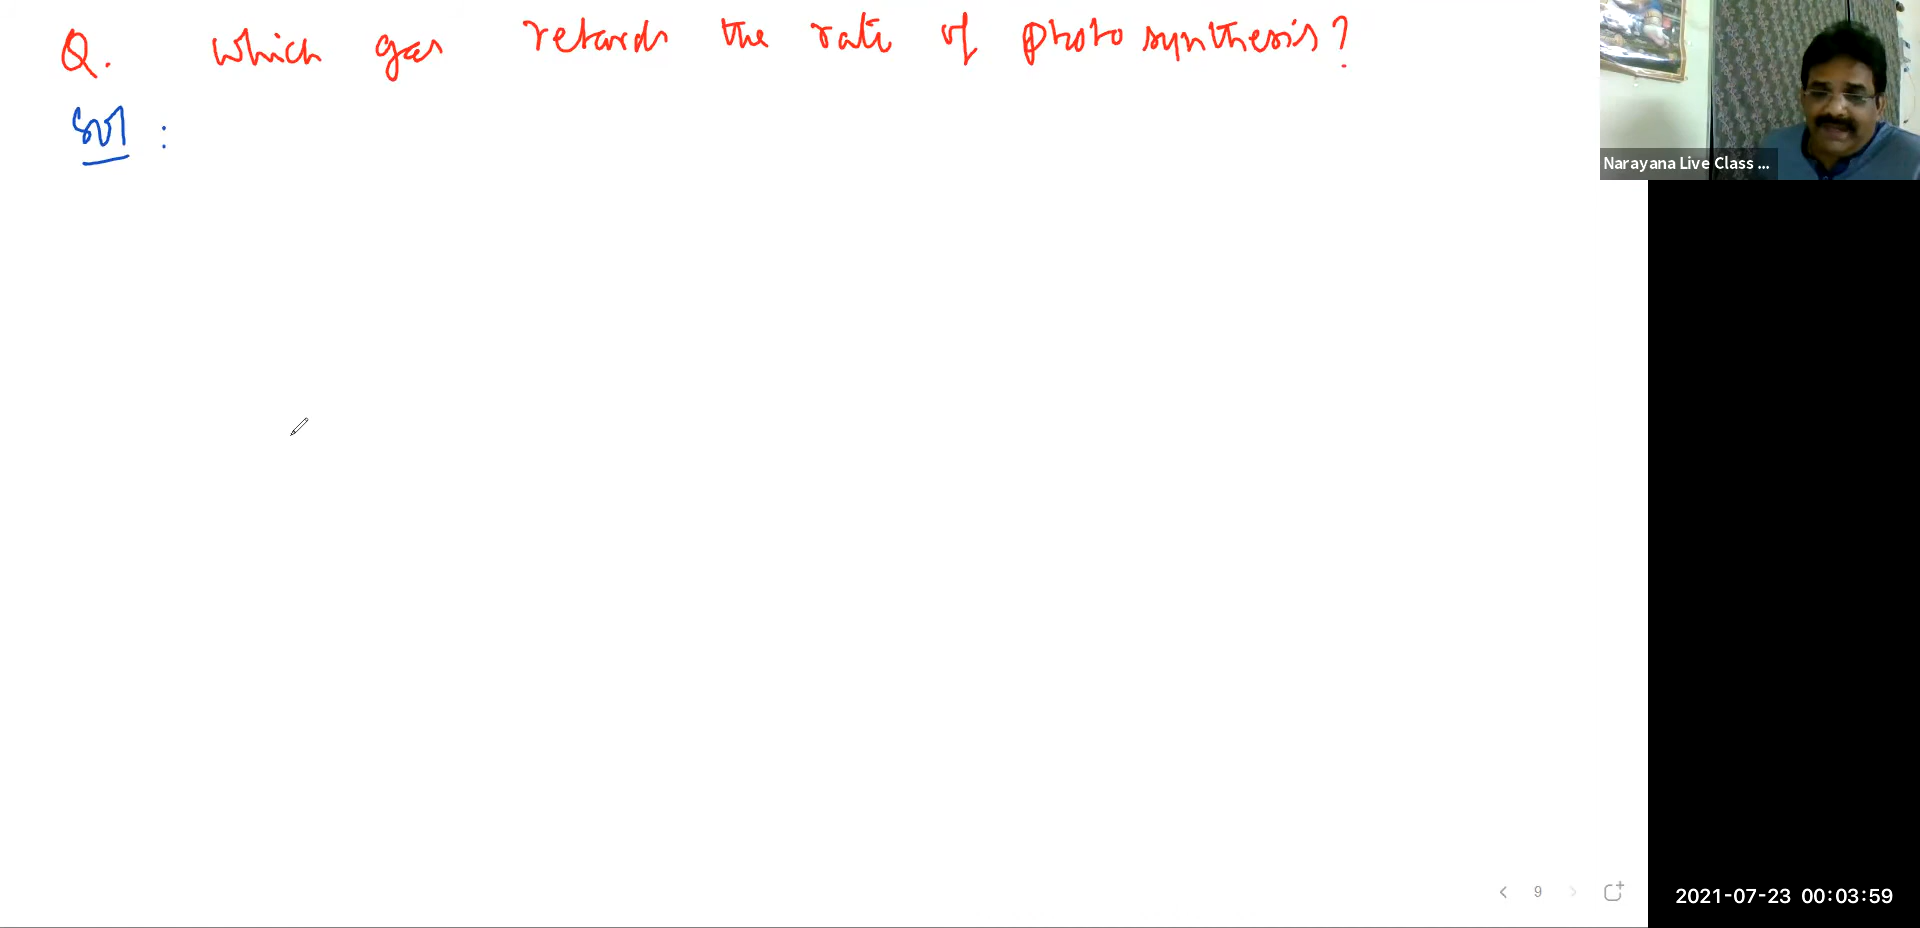 Q. which gas retards the rate of photosynthesis?
Sol :
Narayana Live Class ...
9
2021-07-23 00:03:59